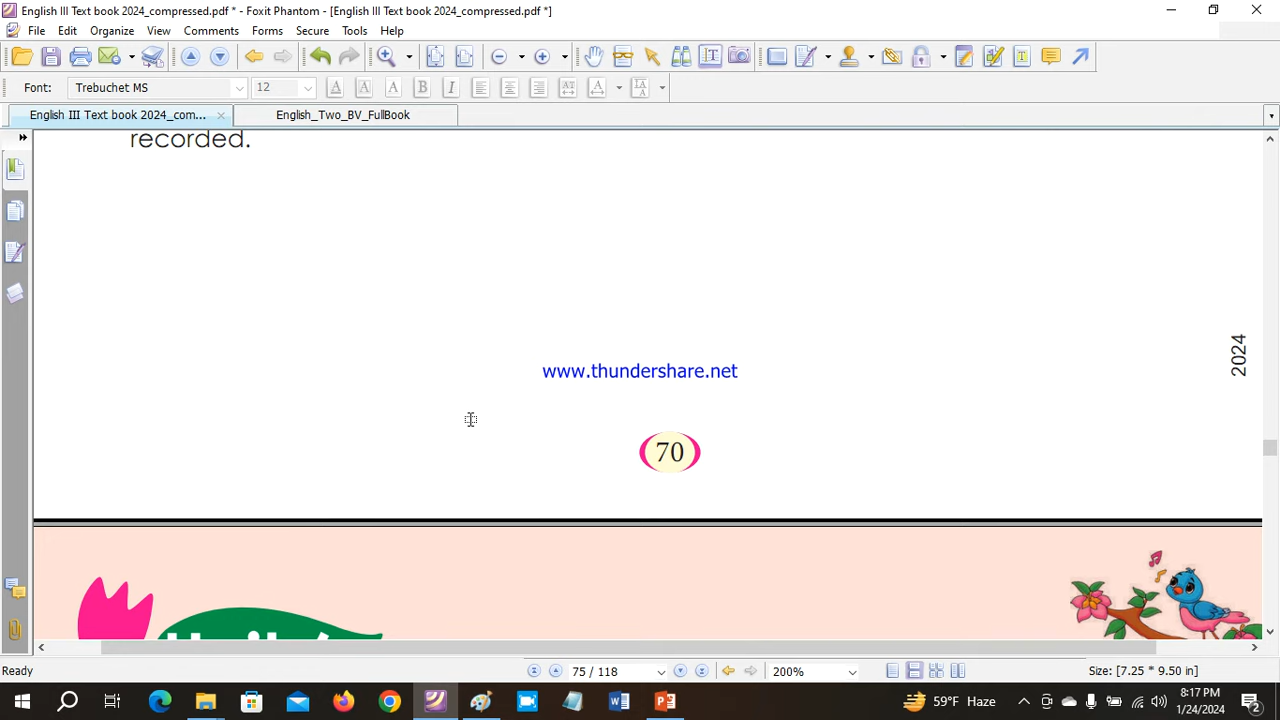 English III Text book 2024_compressed.pdf * - Foxit Phantom - [English III Text book 2024_compressed.pdf *]
File Edit Organize View Comments Forms Secure Tools Help
Font: Trebuchet MS 12
English III Text book 2024_com... English_Two_BV_FullBook
recorded.
2024
www.thundershare.net
70
Ready 75 / 118 200% Size: [7.25 * 9.50 in]
59°F Haze 8:17 PM
1/24/2024
2